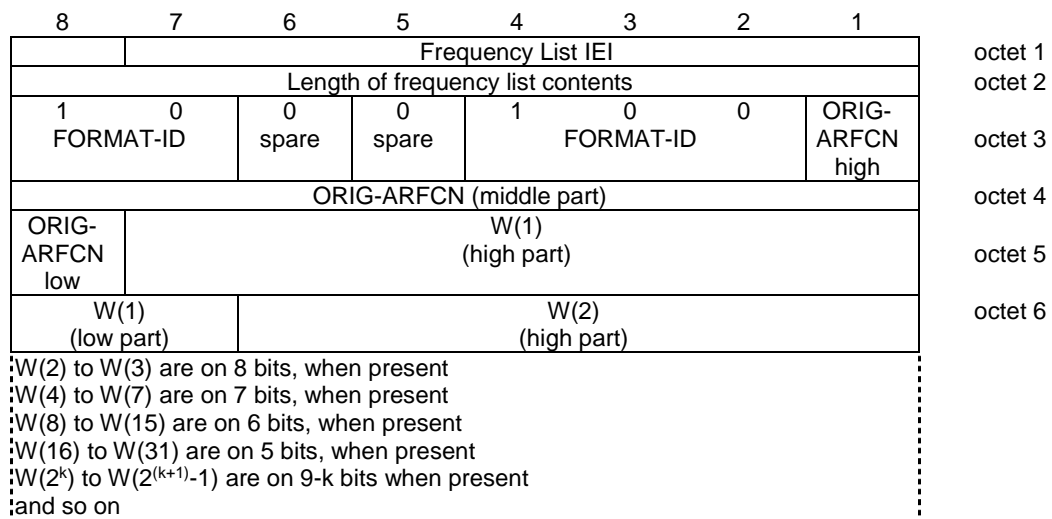 8 7 6 5 4 3 2 1
Frequency List IEI octet 1
Length of frequency list contents octet 2
1 0 0 0 1 0 0 ORIG-
FORMAT-ID spare spare FORMAT-ID ARFCN octet 3
high
ORIG-ARFCN (middle part) octet 4
ORIG- W(1)
ARFCN (high part) octet 5
low
W(1) W(2) octet 6
(low part) (high part)
W(2) to W(3) are on 8 bits, when present
W(4) to W(7) are on 7 bits, when present
W(8) to W(15) are on 6 bits, when present
W(16) to W(31) are on 5 bits, when present
W(2ᵏ) to W(2⁽ᵏ⁺¹⁾-1) are on 9-k bits when present
and so on